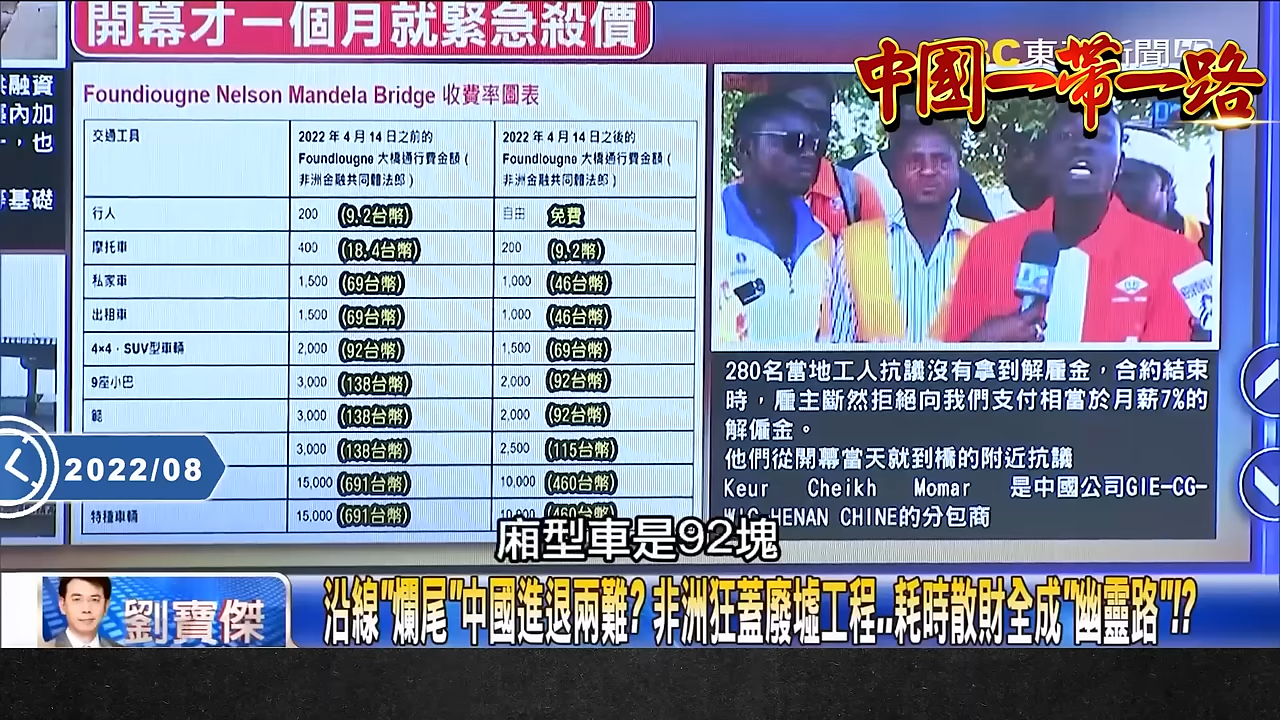 開幕才一個月就緊急殺價
中國一帶一路
融資
內加
,也
基礎
Foundiougne Nelson Mandela Bridge 收費率圖表
交通工具
2022 年 4 月 14 日之前的
Foundiougne 大橋通行費金額(
非洲金融共同體法郎)
2022 年 4 月 14 日之後的
Foundiougne 大橋通行費金額(
非洲金融共同體法郎)
行人 200 (9.2台幣) 自由 免費
摩托車 400 (18.4台幣) 200 (9.2幣)
私家車 1,500 (69台幣) 1,000 (46台幣)
出租車 1,500 (69台幣) 1,000 (46台幣)
4×4,SUV型車輛 2,000 (92台幣) 1,500 (69台幣)
9座小巴 3,000 (138台幣) 2,000 (92台幣)
範 3,000 (138台幣) 2,000 (92台幣)
3,000 (138台幣) 2,500 (115台幣)
15,000 (691台幣) 10,000 (460台幣)
特種車輛 15,000 (691台幣)
2022/08
280名當地工人抗議沒有拿到解雇金,合約結束
時,雇主斷然拒絕向我們支付相當於月薪7%的
解僱金。
他們從開幕當天就到橋的附近抗議
Keur Cheikh Momar 是中國公司GIE-CG-
HENAN CHINE的分包商
廂型車是92塊
劉寶傑
沿線"爛尾"中國進退兩難?非洲狂蓋廢墟工程..耗時散財全成"幽靈路"!?